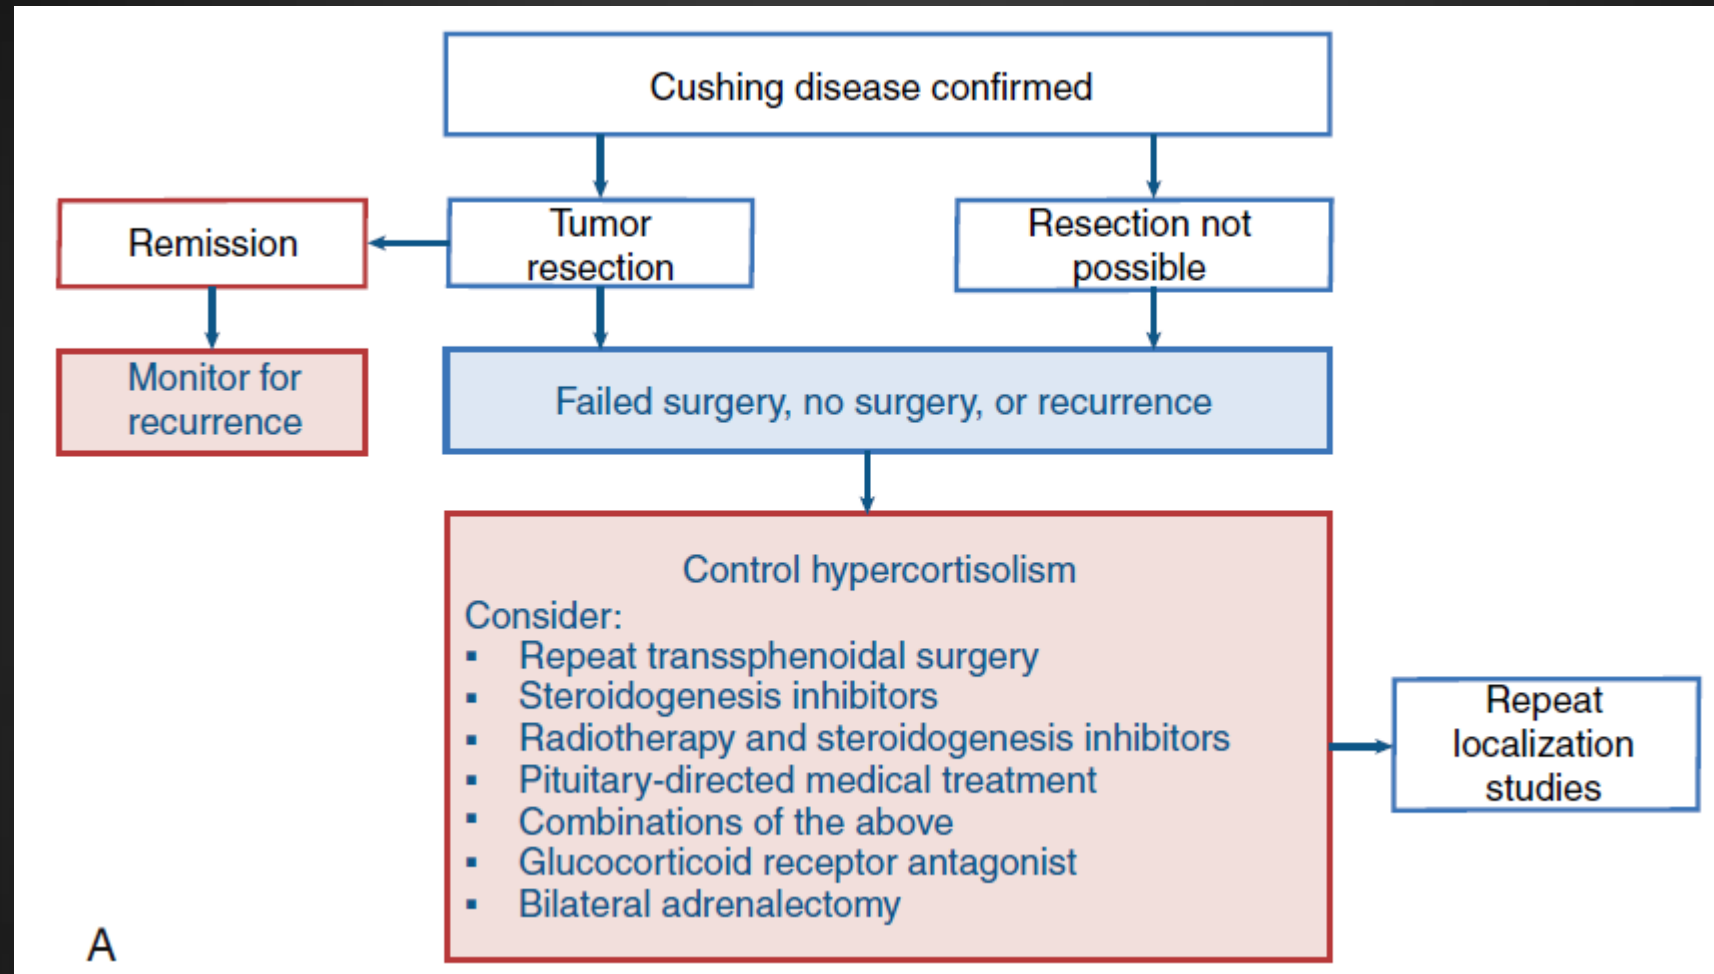 Cushing disease confirmed
Remission
Tumor
resection
Resection not
possible
Monitor for
recurrence
Failed surgery, no surgery, or recurrence
Control hypercortisolism
Consider:
▪ Repeat transsphenoidal surgery
▪ Steroidogenesis inhibitors
▪ Radiotherapy and steroidogenesis inhibitors
▪ Pituitary-directed medical treatment
▪ Combinations of the above
▪ Glucocorticoid receptor antagonist
▪ Bilateral adrenalectomy
Repeat
localization
studies
A